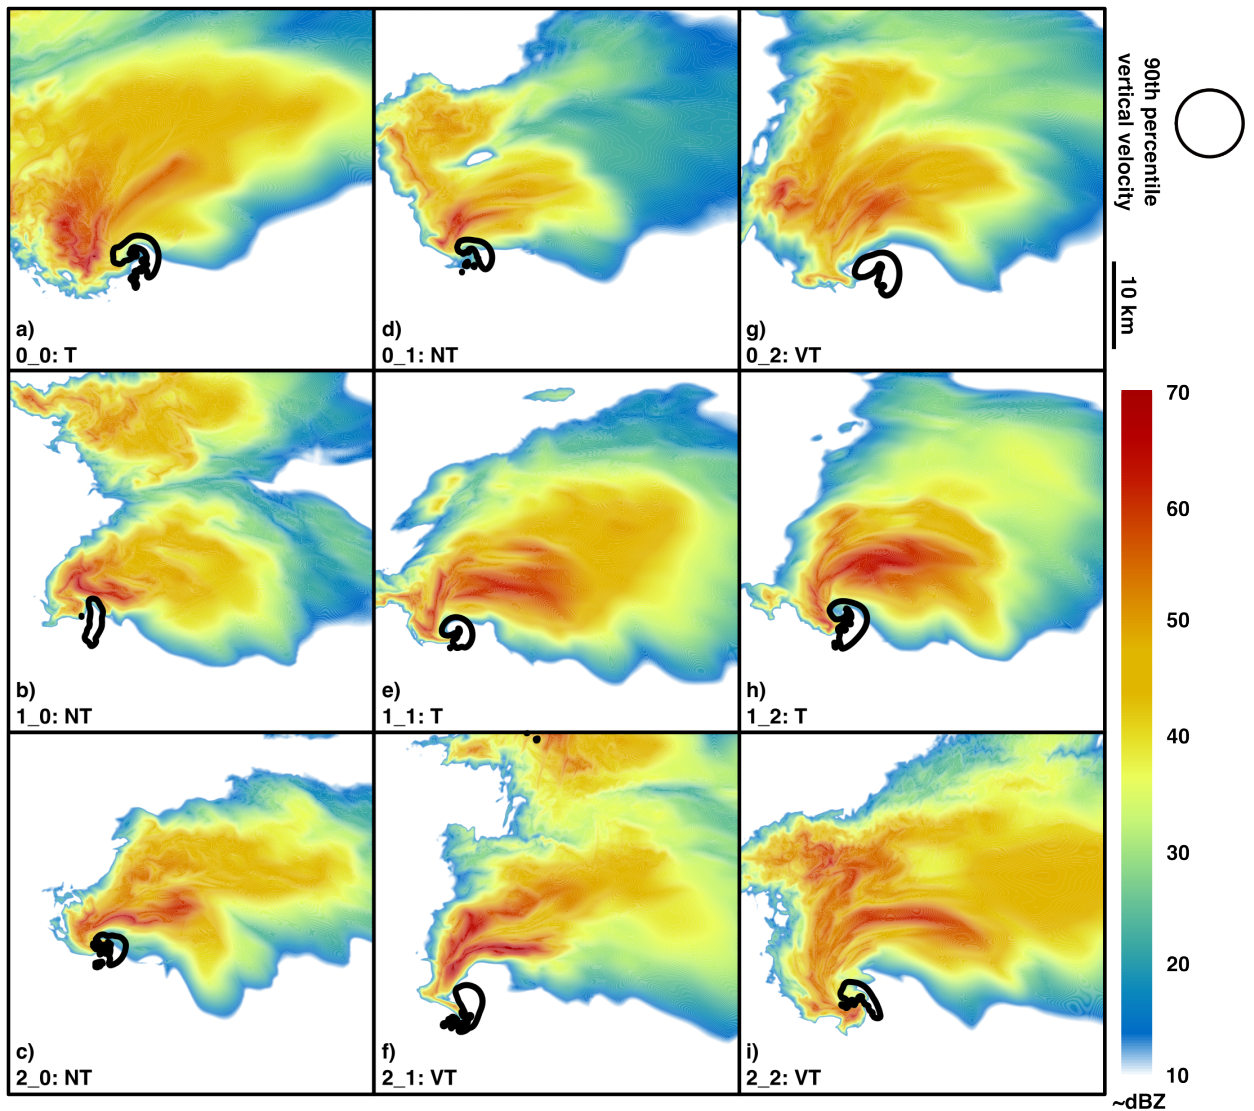 a)
0_0: T
d)
0_1: NT
g)
0_2: VT
90th percentile
vertical velocity
10 km
b)
1_0: NT
e)
1_1: T
h)
1_2: T
c)
2_0: NT
f)
2_1: VT
i)
2_2: VT
70
60
50
40
30
20
10
~dBZ